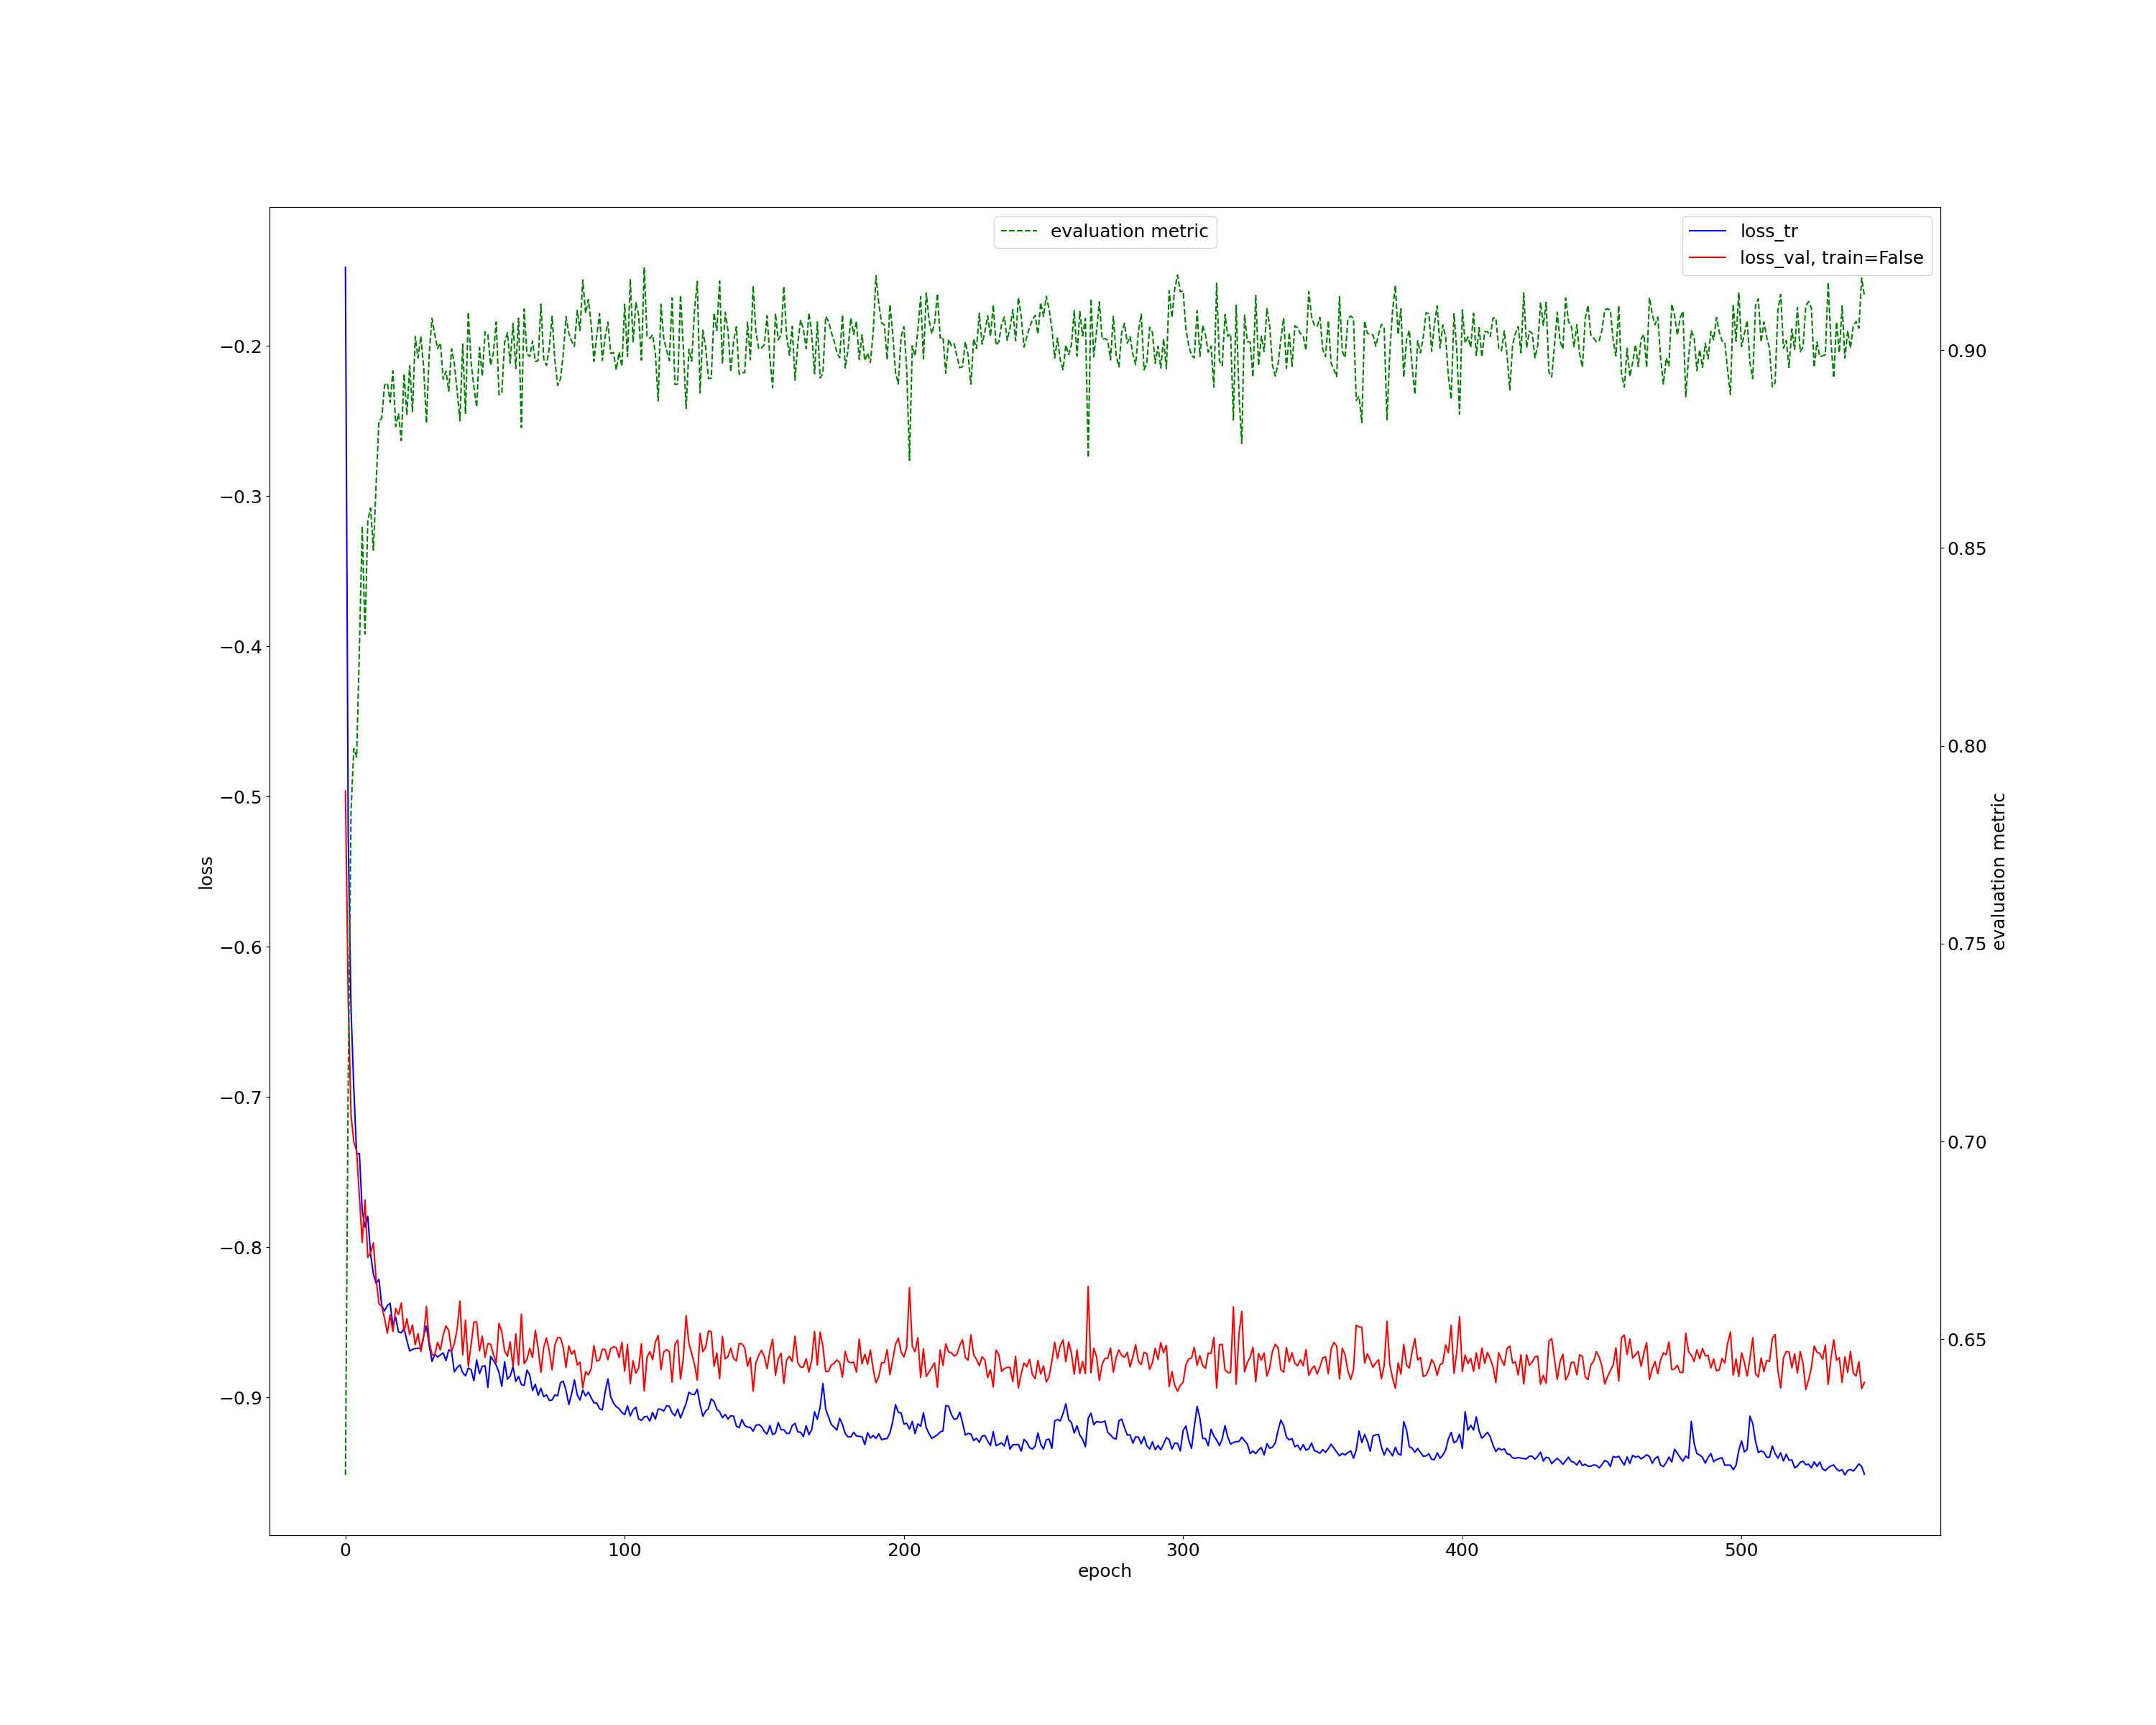 evaluation metric
loss_tr
loss_val, train=False
−0.2
−0.3
−0.4
−0.5
−0.6
−0.7
−0.8
−0.9
loss
0.90
0.85
0.80
0.75
0.70
0.65
evaluation metric
0 100 200 300 400 500
epoch